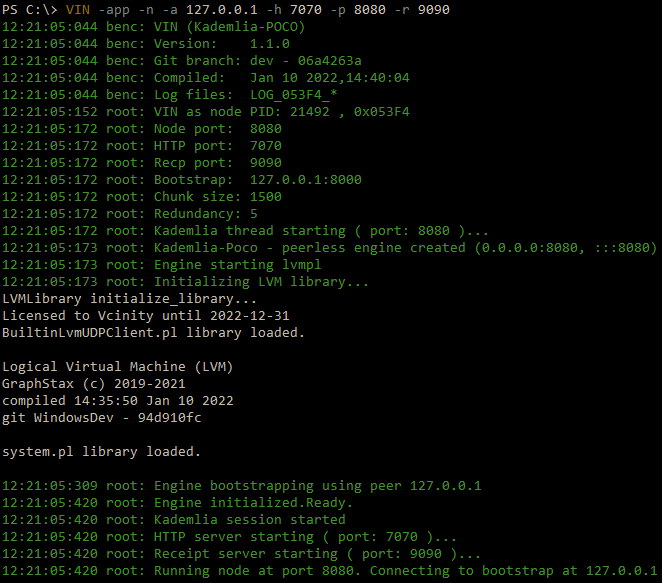 PS C:\> VIN -app -n -a 127.0.0.1 -h 7070 -p 8080 -r 9090
12:21:05:044 benc: VIN (Kademlia-POCO)
12:21:05:044 benc: Version:    1.1.0
12:21:05:044 benc: Git branch: dev - 06a4263a
12:21:05:044 benc: Compiled:   Jan 10 2022,14:40:04
12:21:05:044 benc: Log files:  LOG_053F4_*
12:21:05:152 root: VIN as node PID: 21492 , 0x053F4
12:21:05:172 root: Node port:  8080
12:21:05:172 root: HTTP port:  7070
12:21:05:172 root: Recp port:  9090
12:21:05:172 root: Bootstrap:  127.0.0.1:8000
12:21:05:172 root: Chunk size: 1500
12:21:05:172 root: Redundancy: 5
12:21:05:172 root: Kademlia thread starting ( port: 8080 )...
12:21:05:173 root: Kademlia-Poco - peerless engine created (0.0.0.0:8080, :::8080)
12:21:05:173 root: Engine starting lvmpl
12:21:05:173 root: Initializing LVM library...
LVMLibrary initialize_library...
Licensed to Vcinity until 2022-12-31
BuiltinLvmUDPClient.pl library loaded.
Logical Virtual Machine (LVM)
GraphStax (c) 2019-2021
compiled 14:35:50 Jan 10 2022
git WindowsDev - 94d910fc
system.pl library loaded.
12:21:05:309 root: Engine bootstrapping using peer 127.0.0.1
12:21:05:420 root: Engine initialized.Ready.
12:21:05:420 root: Kademlia session started
12:21:05:420 root: HTTP server starting ( port: 7070 )...
12:21:05:420 root: Receipt server starting ( port: 9090 )...
12:21:05:420 root: Running node at port 8080. Connecting to bootstrap at 127.0.0.1